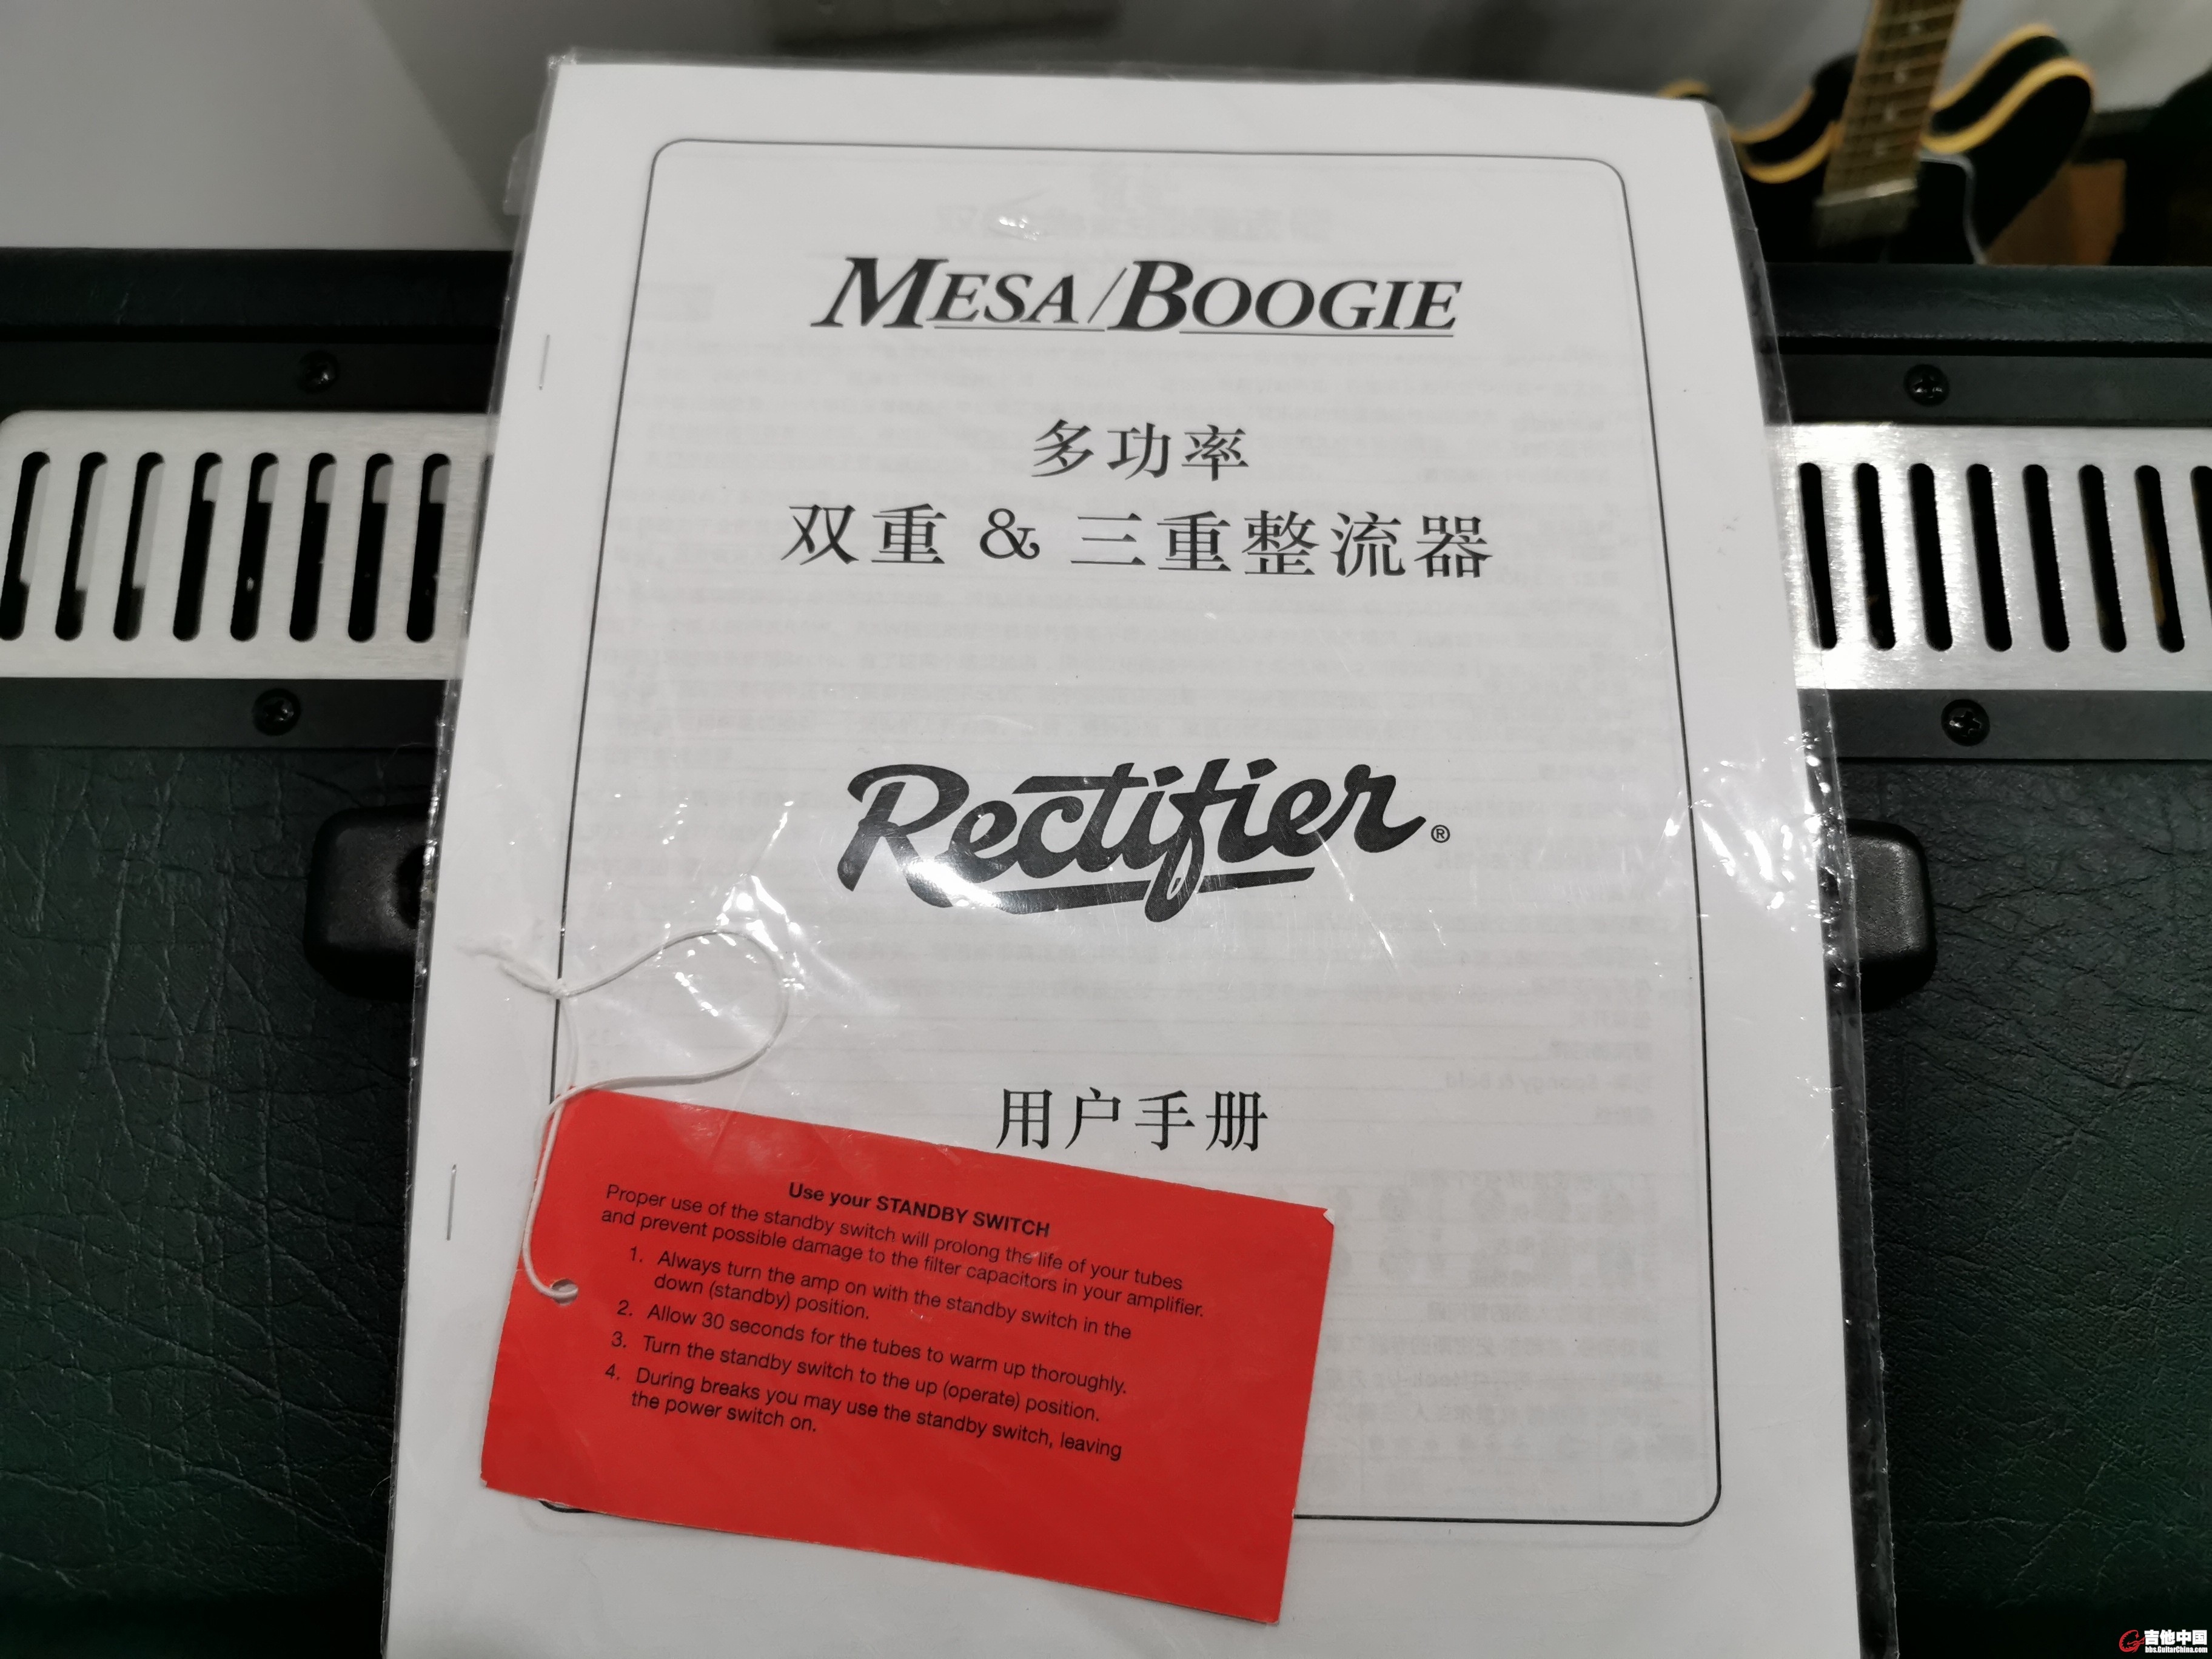 MESA/BOOGIE
多功率
双重 & 三重整流器
Rectifier®
用户手册
Use your STANDBY SWITCH
Proper use of the standby switch will prolong the life of your tubes
and prevent possible damage to the filter capacitors in your amplifier.
1. Always turn the amp on with the standby switch in the
down (standby) position.
2. Allow 30 seconds for the tubes to warm up thoroughly.
3. Turn the standby switch to the up (operate) position.
4. During breaks you may use the standby switch, leaving
the power switch on.
吉他中国
bbs.GuitarChina.com